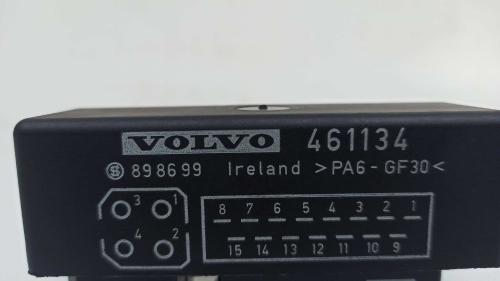 VOLVO 461134
S 898699 Ireland >PA6-GF30<
3 1 8 7 6 5 4 3 2 1
4 2 15 14 13 12 11 10 9